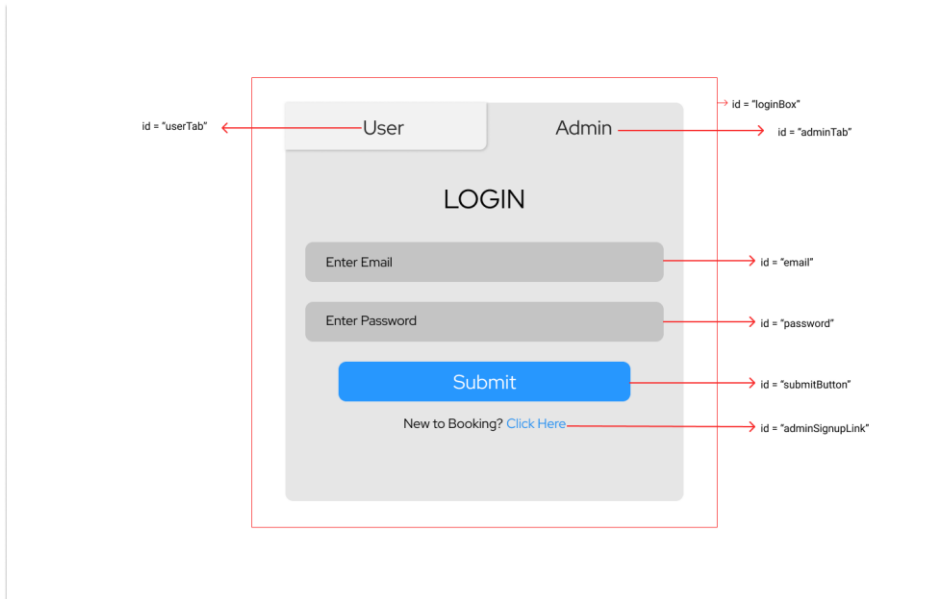 id = “loginBox”
id = “userTab”
User
Admin
id = “adminTab”
LOGIN
Enter Email
id = “email”
Enter Password
id = “password”
Submit
id = “submitButton”
New to Booking? Click Here
id = “adminSignupLink”